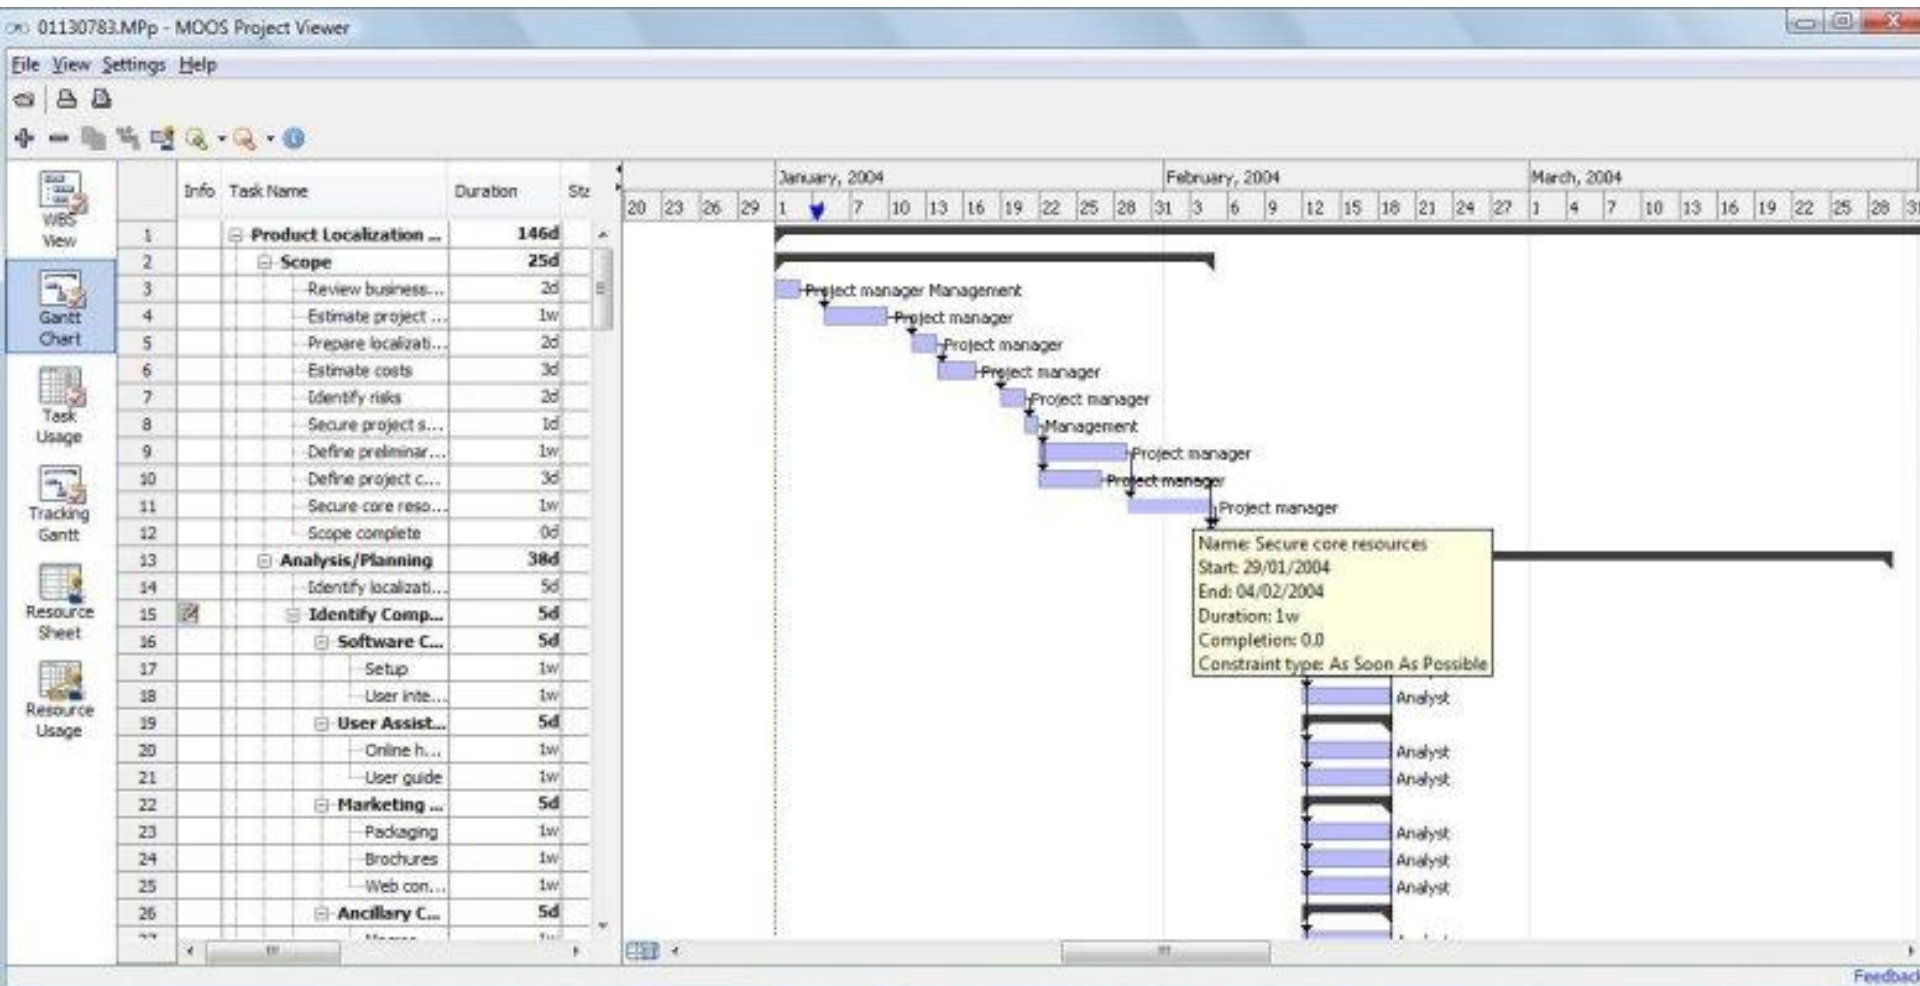 01130783.MPp - MOOS Project Viewer
File View Settings Help
WBS View
Gantt Chart
Task Usage
Tracking Gantt
Resource Sheet
Resource Usage
Info Task Name Duration Sta
January, 2004 February, 2004 March, 2004
20 23 26 29 1 7 10 13 16 19 22 25 28 31 3 6 9 12 15 18 21 24 27 1 4 7 10 13 16 19 22 25 28 31
1 Product Localization ... 146d
2 Scope 25d
3 Review business... 2d Project manager Management
4 Estimate project ... 1w Project manager
5 Prepare localizati... 2d Project manager
6 Estimate costs 3d Project manager
7 Identify risks 2d Project manager
8 Secure project s... 1d Management
9 Define preliminar... 1w Project manager
10 Define project c... 3d Project manager
11 Secure core reso... 1w Project manager
12 Scope complete 0d
Name: Secure core resources
Start: 29/01/2004
End: 04/02/2004
Duration: 1w
Completion: 0.0
Constraint type: As Soon As Possible
13 Analysis/Planning 38d
14 Identify localizati... 5d
15 Identify Comp... 5d
16 Software C... 5d
17 Setup 1w
18 User inte... 1w Analyst
19 User Assist... 5d
20 Online h... 1w Analyst
21 User guide 1w Analyst
22 Marketing ... 5d
23 Packaging 1w Analyst
24 Brochures 1w Analyst
25 Web con... 1w Analyst
26 Ancillary C... 5d
Feedback